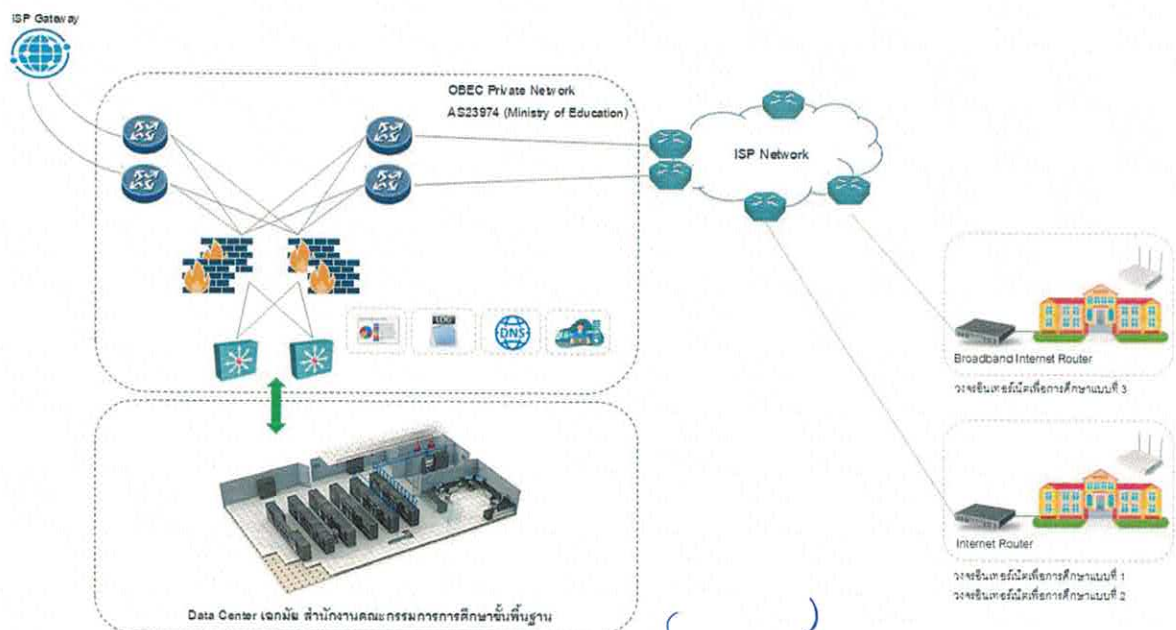 ISP Gateway
OBEC Private Network
AS23974 (Ministry of Education)
ISP Network
LOG
DNS
Broadband Internet Router
วงจรอินเทอร์เน็ตเพื่อการศึกษาแบบที่ 3
Internet Router
วงจรอินเทอร์เน็ตเพื่อการศึกษาแบบที่ 1
วงจรอินเทอร์เน็ตเพื่อการศึกษาแบบที่ 2
Data Center เอกมัย สำนักงานคณะกรรมการการศึกษาขั้นพื้นฐาน